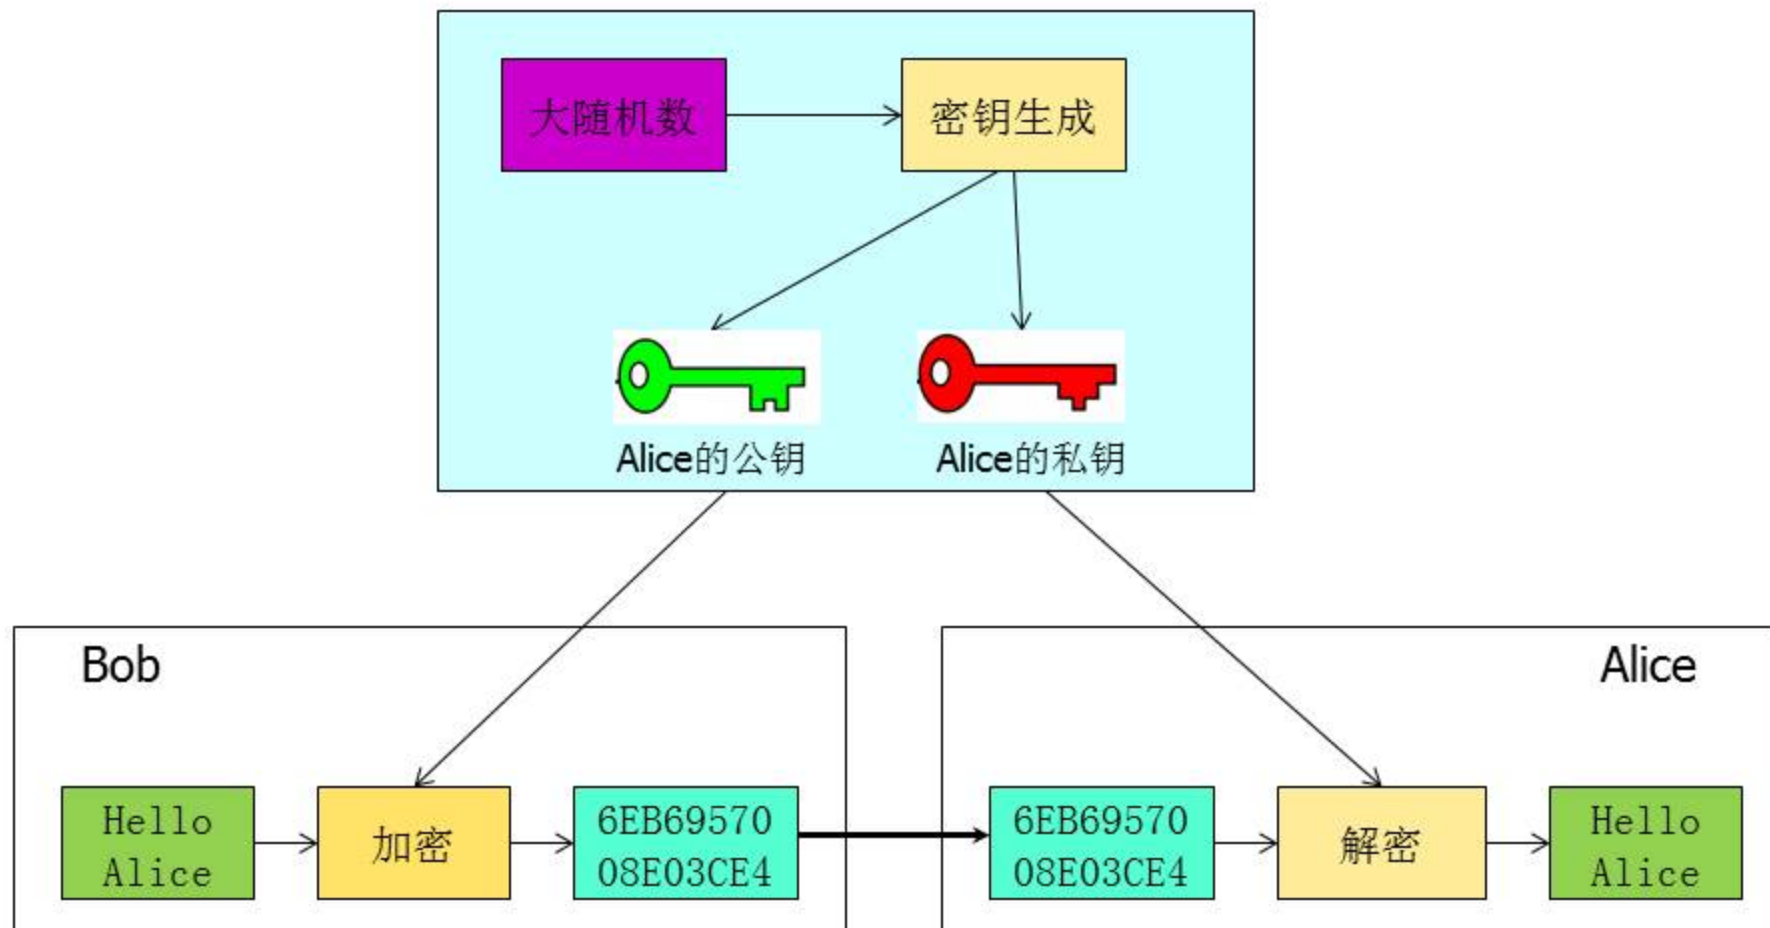 大随机数
密钥生成
Alice的公钥
Alice的私钥
Bob
Alice
Hello
Alice
加密
6EB69570
08E03CE4
6EB69570
08E03CE4
解密
Hello
Alice